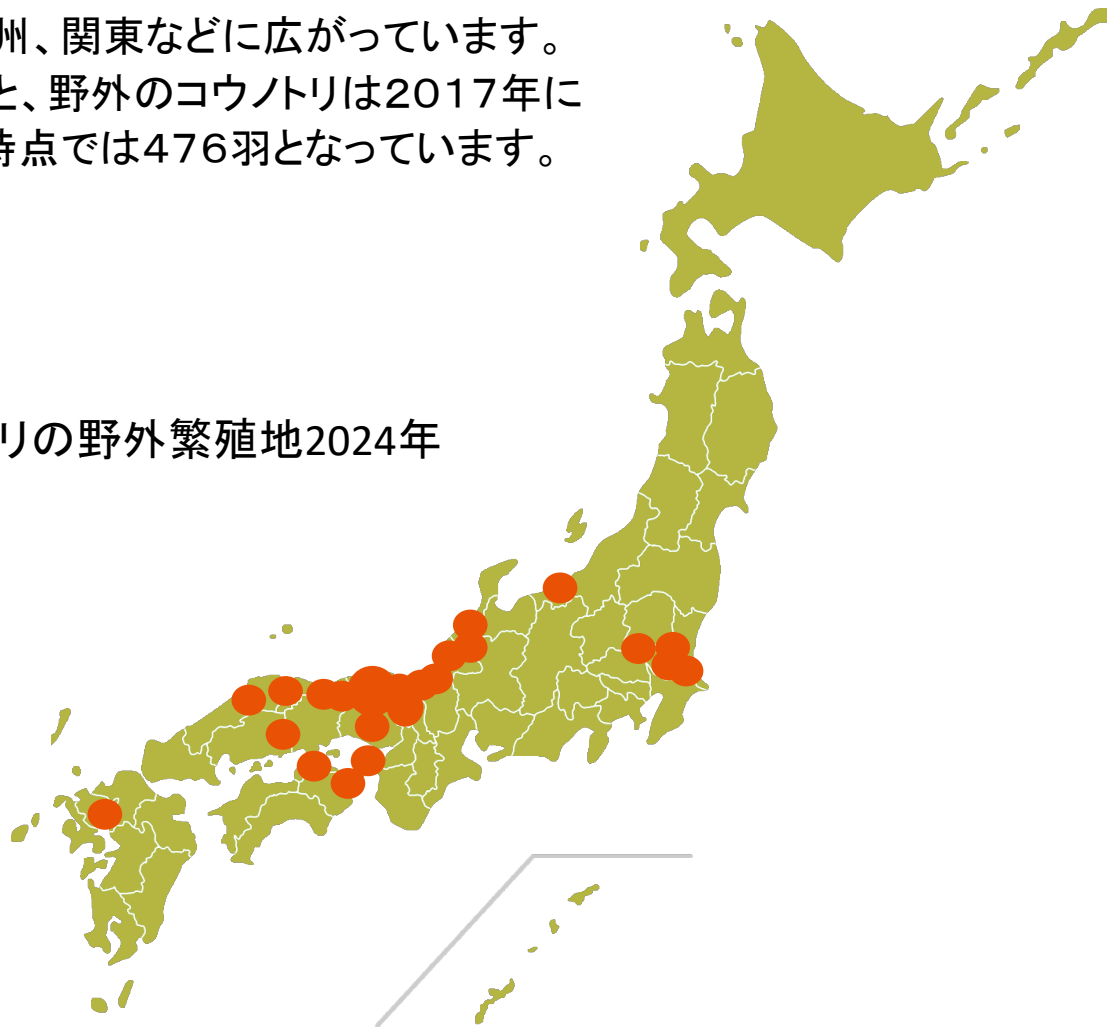 州、関東などに広がっています。
と、野外のコウノトリは2017年に
時点では476羽となっています。
リの野外繁殖地2024年